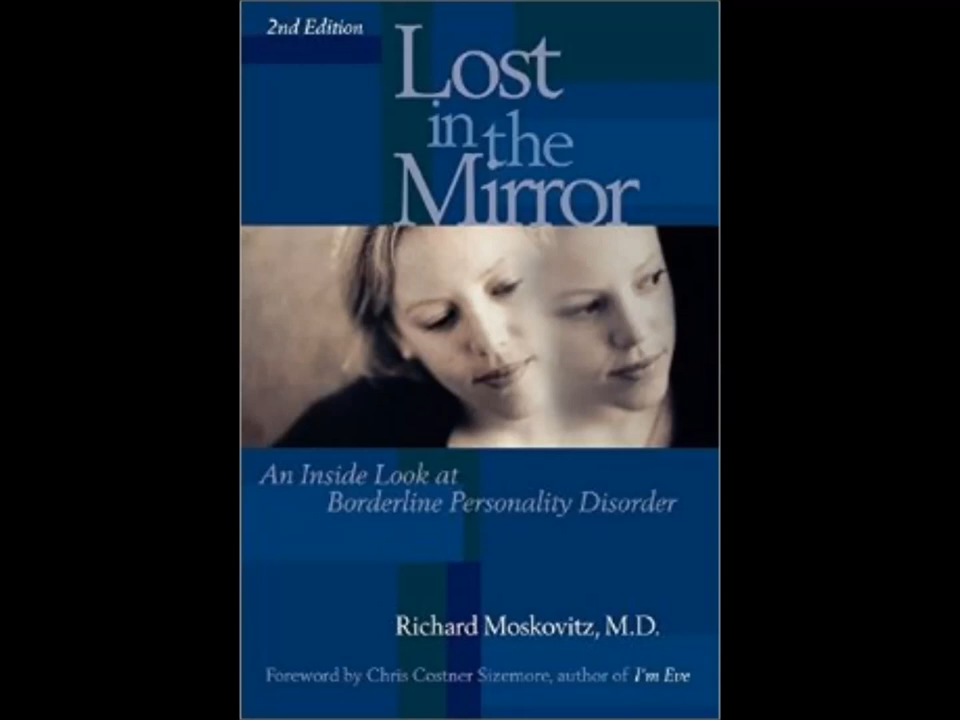 2nd Edition
Lost
in the
Mirror
An Inside Look at
Borderline Personality Disorder
Richard Moskovitz, M.D.
Foreword by Chris Costner Sizemore, author of I'm Eve